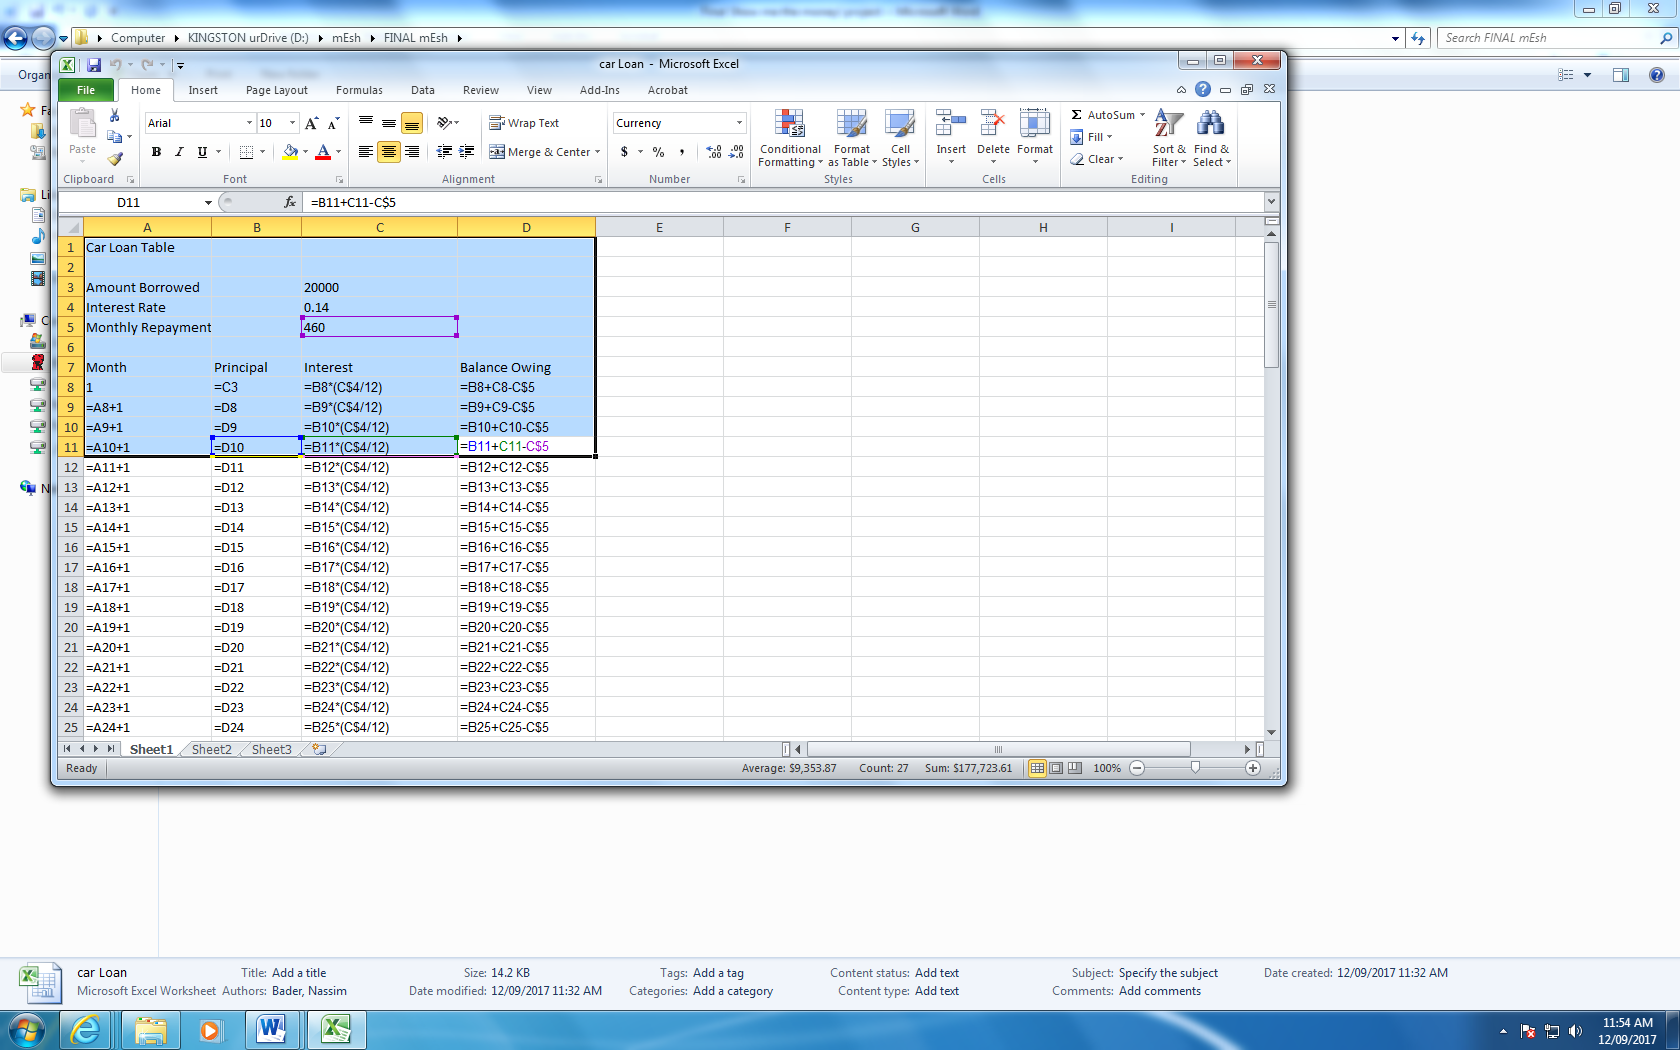 Computer KINGSTON urDrive (D:) mEsh FINAL mEsh
Search FINAL mEsh
Organ
car Loan - Microsoft Excel
File Home Insert Page Layout Formulas Data Review View Add-Ins Acrobat
Paste
Arial 10
B I U
Wrap Text
Merge & Center
Currency
$ % ,
Conditional Formatting
Format as Table
Cell Styles
Insert Delete Format
AutoSum
Fill
Clear
Sort & Filter
Find & Select
Clipboard Font Alignment Number Styles Cells Editing
D11 fx =B11+C11-C$5
A B C D E F G H I
1 Car Loan Table
2
3 Amount Borrowed 20000
4 Interest Rate 0.14
5 Monthly Repayment 460
6
7 Month Principal Interest Balance Owing
8 1 =C3 =B8*(C$4/12) =B8+C8-C$5
9 =A8+1 =D8 =B9*(C$4/12) =B9+C9-C$5
10 =A9+1 =D9 =B10*(C$4/12) =B10+C10-C$5
11 =A10+1 =D10 =B11*(C$4/12) =B11+C11-C$5
12 =A11+1 =D11 =B12*(C$4/12) =B12+C12-C$5
13 =A12+1 =D12 =B13*(C$4/12) =B13+C13-C$5
14 =A13+1 =D13 =B14*(C$4/12) =B14+C14-C$5
15 =A14+1 =D14 =B15*(C$4/12) =B15+C15-C$5
16 =A15+1 =D15 =B16*(C$4/12) =B16+C16-C$5
17 =A16+1 =D16 =B17*(C$4/12) =B17+C17-C$5
18 =A17+1 =D17 =B18*(C$4/12) =B18+C18-C$5
19 =A18+1 =D18 =B19*(C$4/12) =B19+C19-C$5
20 =A19+1 =D19 =B20*(C$4/12) =B20+C20-C$5
21 =A20+1 =D20 =B21*(C$4/12) =B21+C21-C$5
22 =A21+1 =D21 =B22*(C$4/12) =B22+C22-C$5
23 =A22+1 =D22 =B23*(C$4/12) =B23+C23-C$5
24 =A23+1 =D23 =B24*(C$4/12) =B24+C24-C$5
25 =A24+1 =D24 =B25*(C$4/12) =B25+C25-C$5
Sheet1 Sheet2 Sheet3
Ready Average: $9,353.87 Count: 27 Sum: $177,723.61 100%
car Loan Title: Add a title Size: 14.2 KB Tags: Add a tag Content status: Add text Subject: Specify the subject Date created: 12/09/2017 11:32 AM
Microsoft Excel Worksheet Authors: Bader, Nassim Date modified: 12/09/2017 11:32 AM Categories: Add a category Content type: Add text Comments: Add comments
11:54 AM
12/09/2017